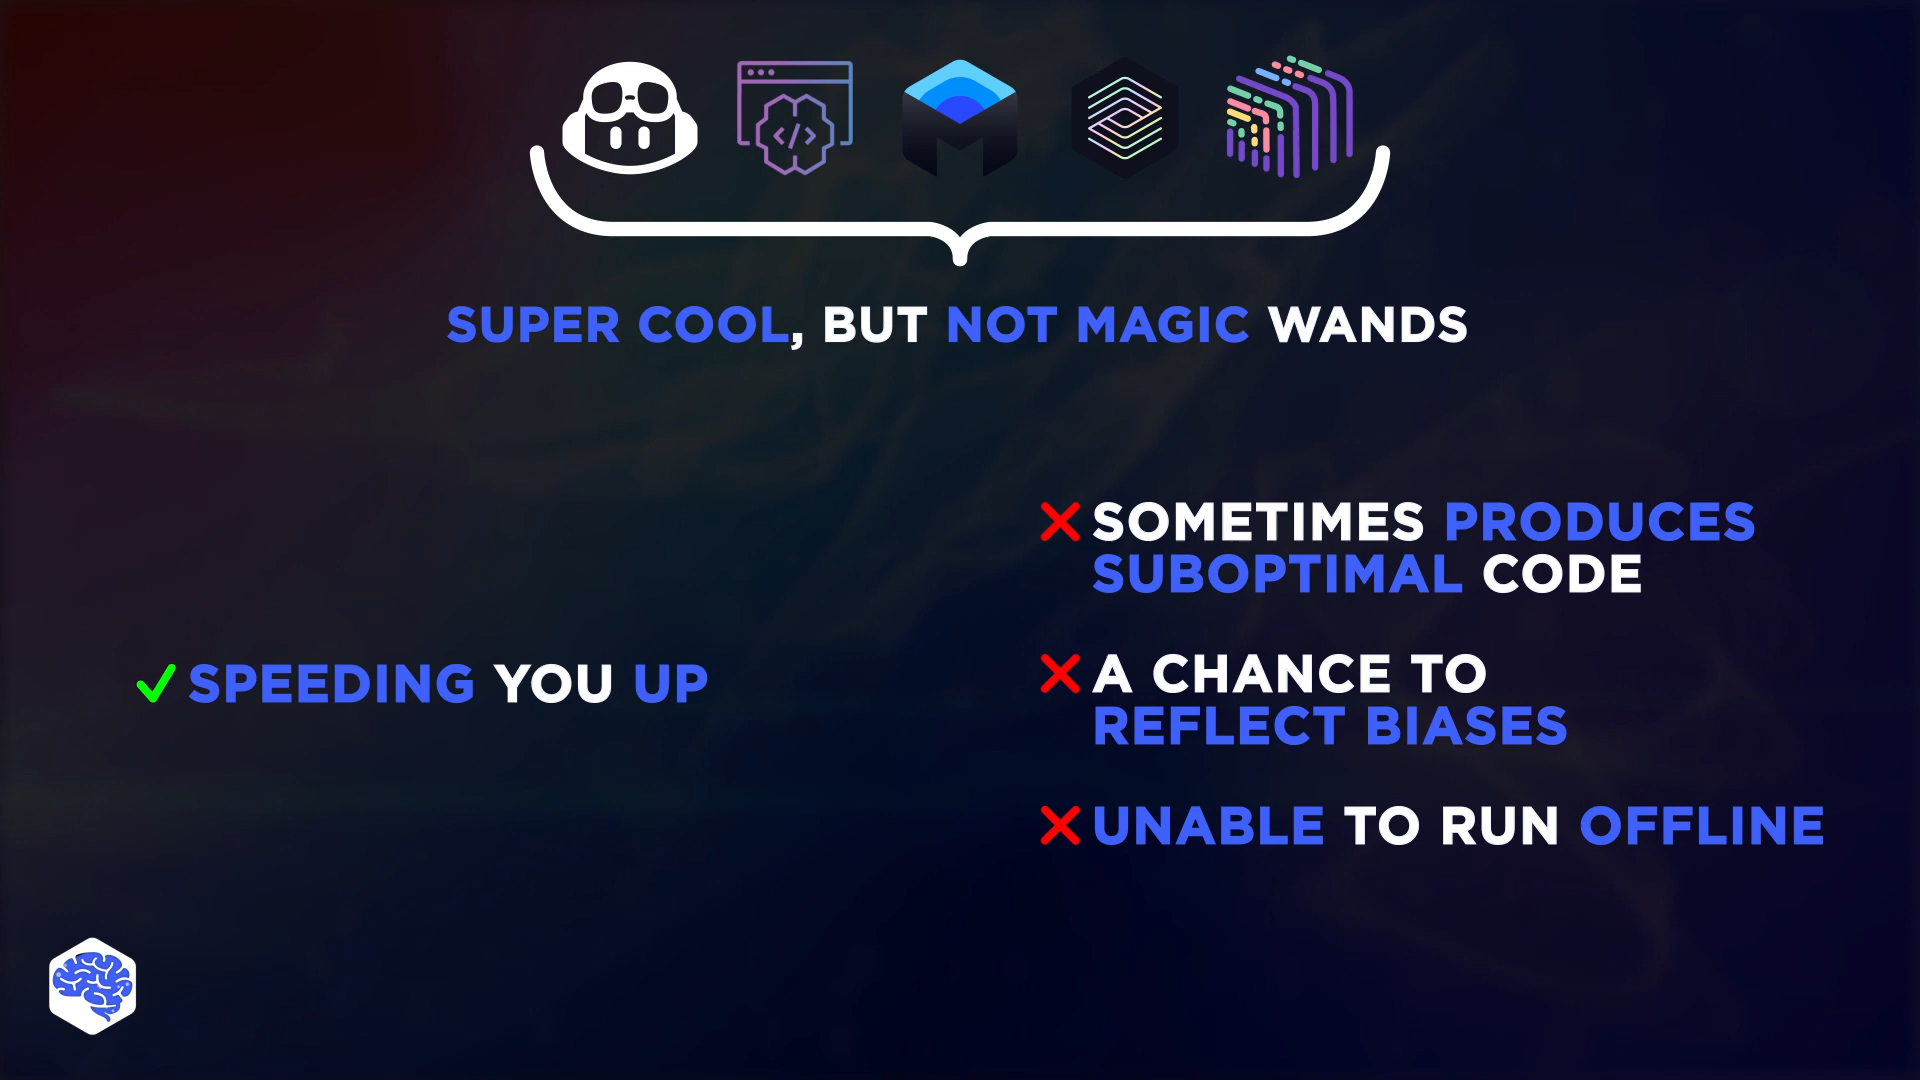 SUPER COOL, BUT NOT MAGIC WANDS
SPEEDING YOU UP
SOMETIMES PRODUCES
SUBOPTIMAL CODE
A CHANCE TO
REFLECT BIASES
UNABLE TO RUN OFFLINE